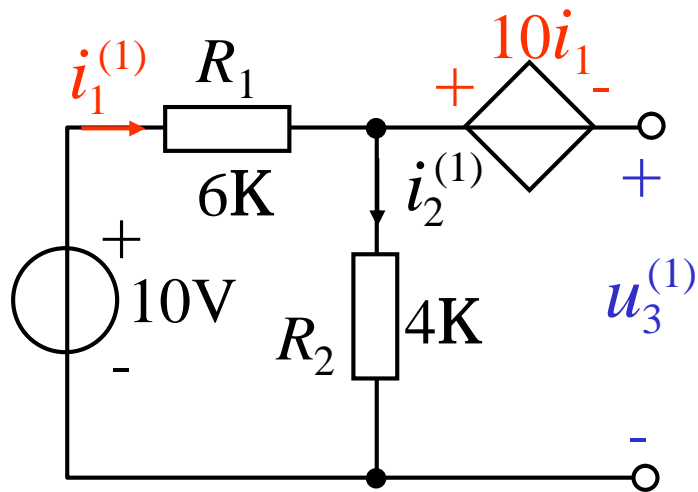 i₁⁽¹⁾ R₁ + 10i₁ -
6K i₂⁽¹⁾ +
+ 10V - R₂ 4K u₃⁽¹⁾
-